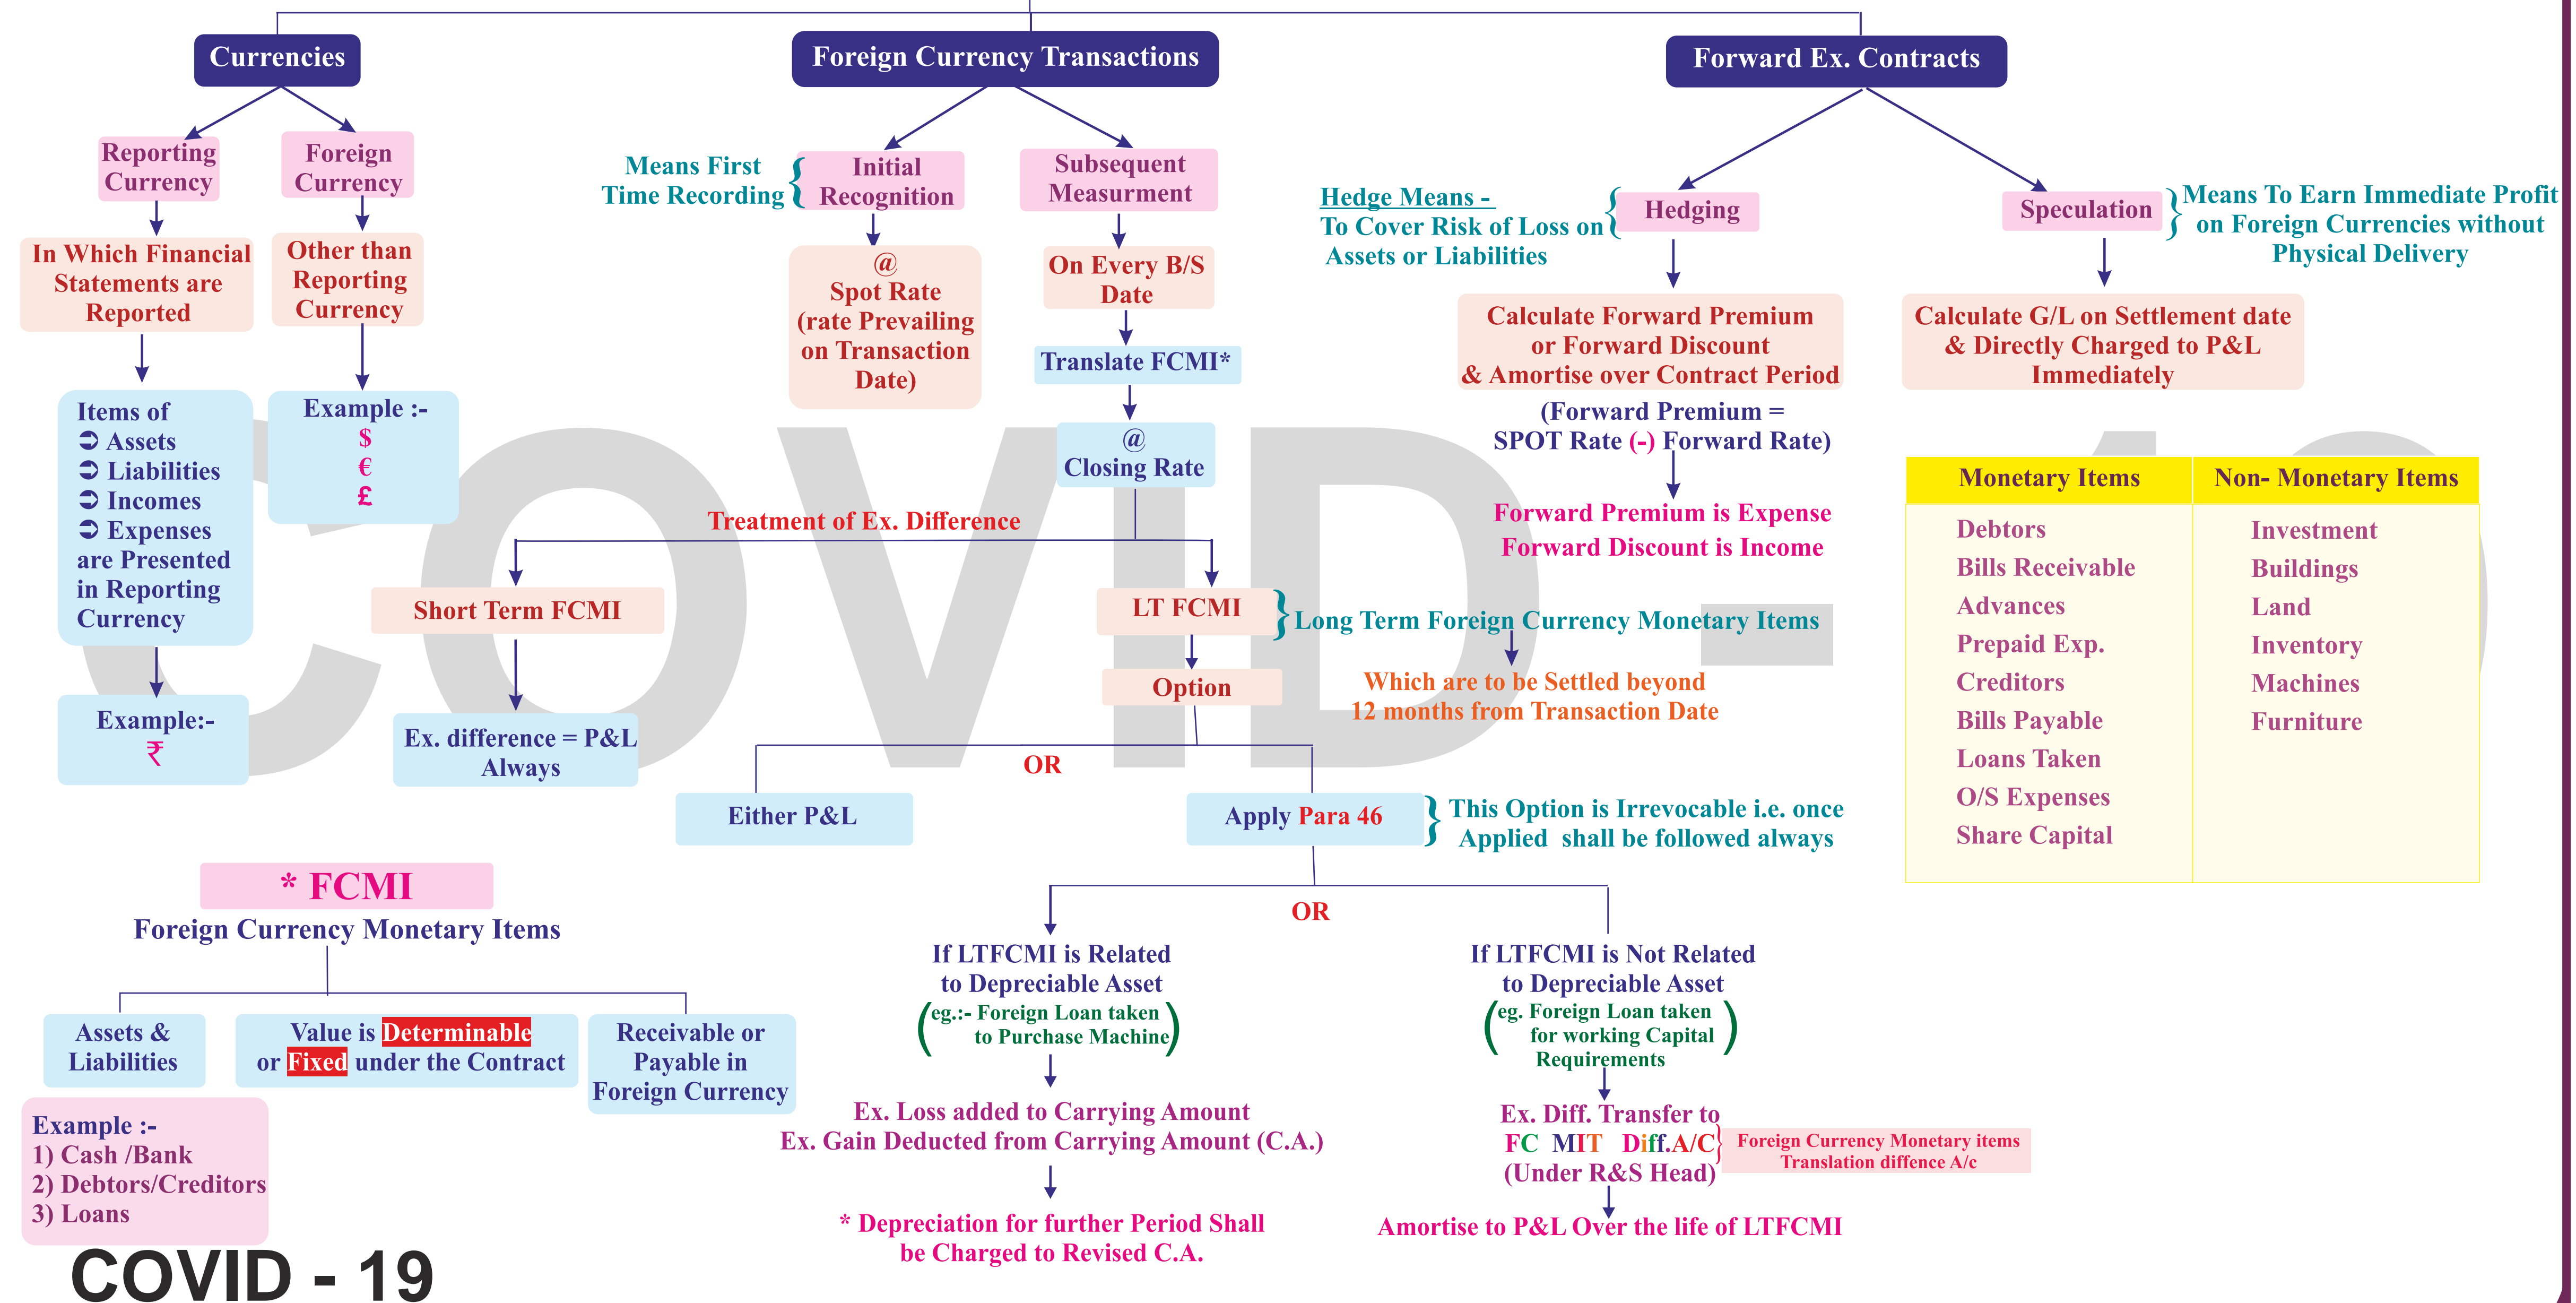 Currencies
Reporting
Currency
In Which Financial
Statements are
Reported
Items of
➲ Assets
➲ Liabilities
➲ Incomes
➲ Expenses
are Presented
in Reporting
Currency
Example:-
₹
Foreign
Currency
Other than
Reporting
Currency
Example :-
$
€
£
Foreign Currency Transactions
Means First
Time Recording
Initial
Recognition
@
Spot Rate
(rate Prevailing
on Transaction
Date)
Subsequent
Measurment
On Every B/S
Date
Translate FCMI*
@
Closing Rate
Treatment of Ex. Difference
Short Term FCMI
Ex. difference = P&L
Always
LT FCMI
Long Term Foreign Currency Monetary Items
Which are to be Settled beyond
12 months from Transaction Date
Option
OR
Either P&L
Apply Para 46
This Option is Irrevocable i.e. once
Applied shall be followed always
OR
If LTFCMI is Related
to Depreciable Asset
(eg.:- Foreign Loan taken
to Purchase Machine)
Ex. Loss added to Carrying Amount
Ex. Gain Deducted from Carrying Amount (C.A.)
* Depreciation for further Period Shall
be Charged to Revised C.A.
If LTFCMI is Not Related
to Depreciable Asset
(eg. Foreign Loan taken
for working Capital
Requirements)
Ex. Diff. Transfer to
FC MIT Diff.A/C
(Under R&S Head)
Foreign Currency Monetary items
Translation diffence A/c
Amortise to P&L Over the life of LTFCMI
Forward Ex. Contracts
Hedge Means -
To Cover Risk of Loss on
Assets or Liabilities
Hedging
Calculate Forward Premium
or Forward Discount
& Amortise over Contract Period
(Forward Premium =
SPOT Rate (-) Forward Rate)
Forward Premium is Expense
Forward Discount is Income
Speculation
Means To Earn Immediate Profit
on Foreign Currencies without
Physical Delivery
Calculate G/L on Settlement date
& Directly Charged to P&L
Immediately
Monetary Items
Debtors
Bills Receivable
Advances
Prepaid Exp.
Creditors
Bills Payable
Loans Taken
O/S Expenses
Share Capital
Non- Monetary Items
Investment
Buildings
Land
Inventory
Machines
Furniture
* FCMI
Foreign Currency Monetary Items
Assets &
Liabilities
Value is Determinable
or Fixed under the Contract
Receivable or
Payable in
Foreign Currency
Example :-
1) Cash /Bank
2) Debtors/Creditors
3) Loans
COVID - 19
COVID - 19